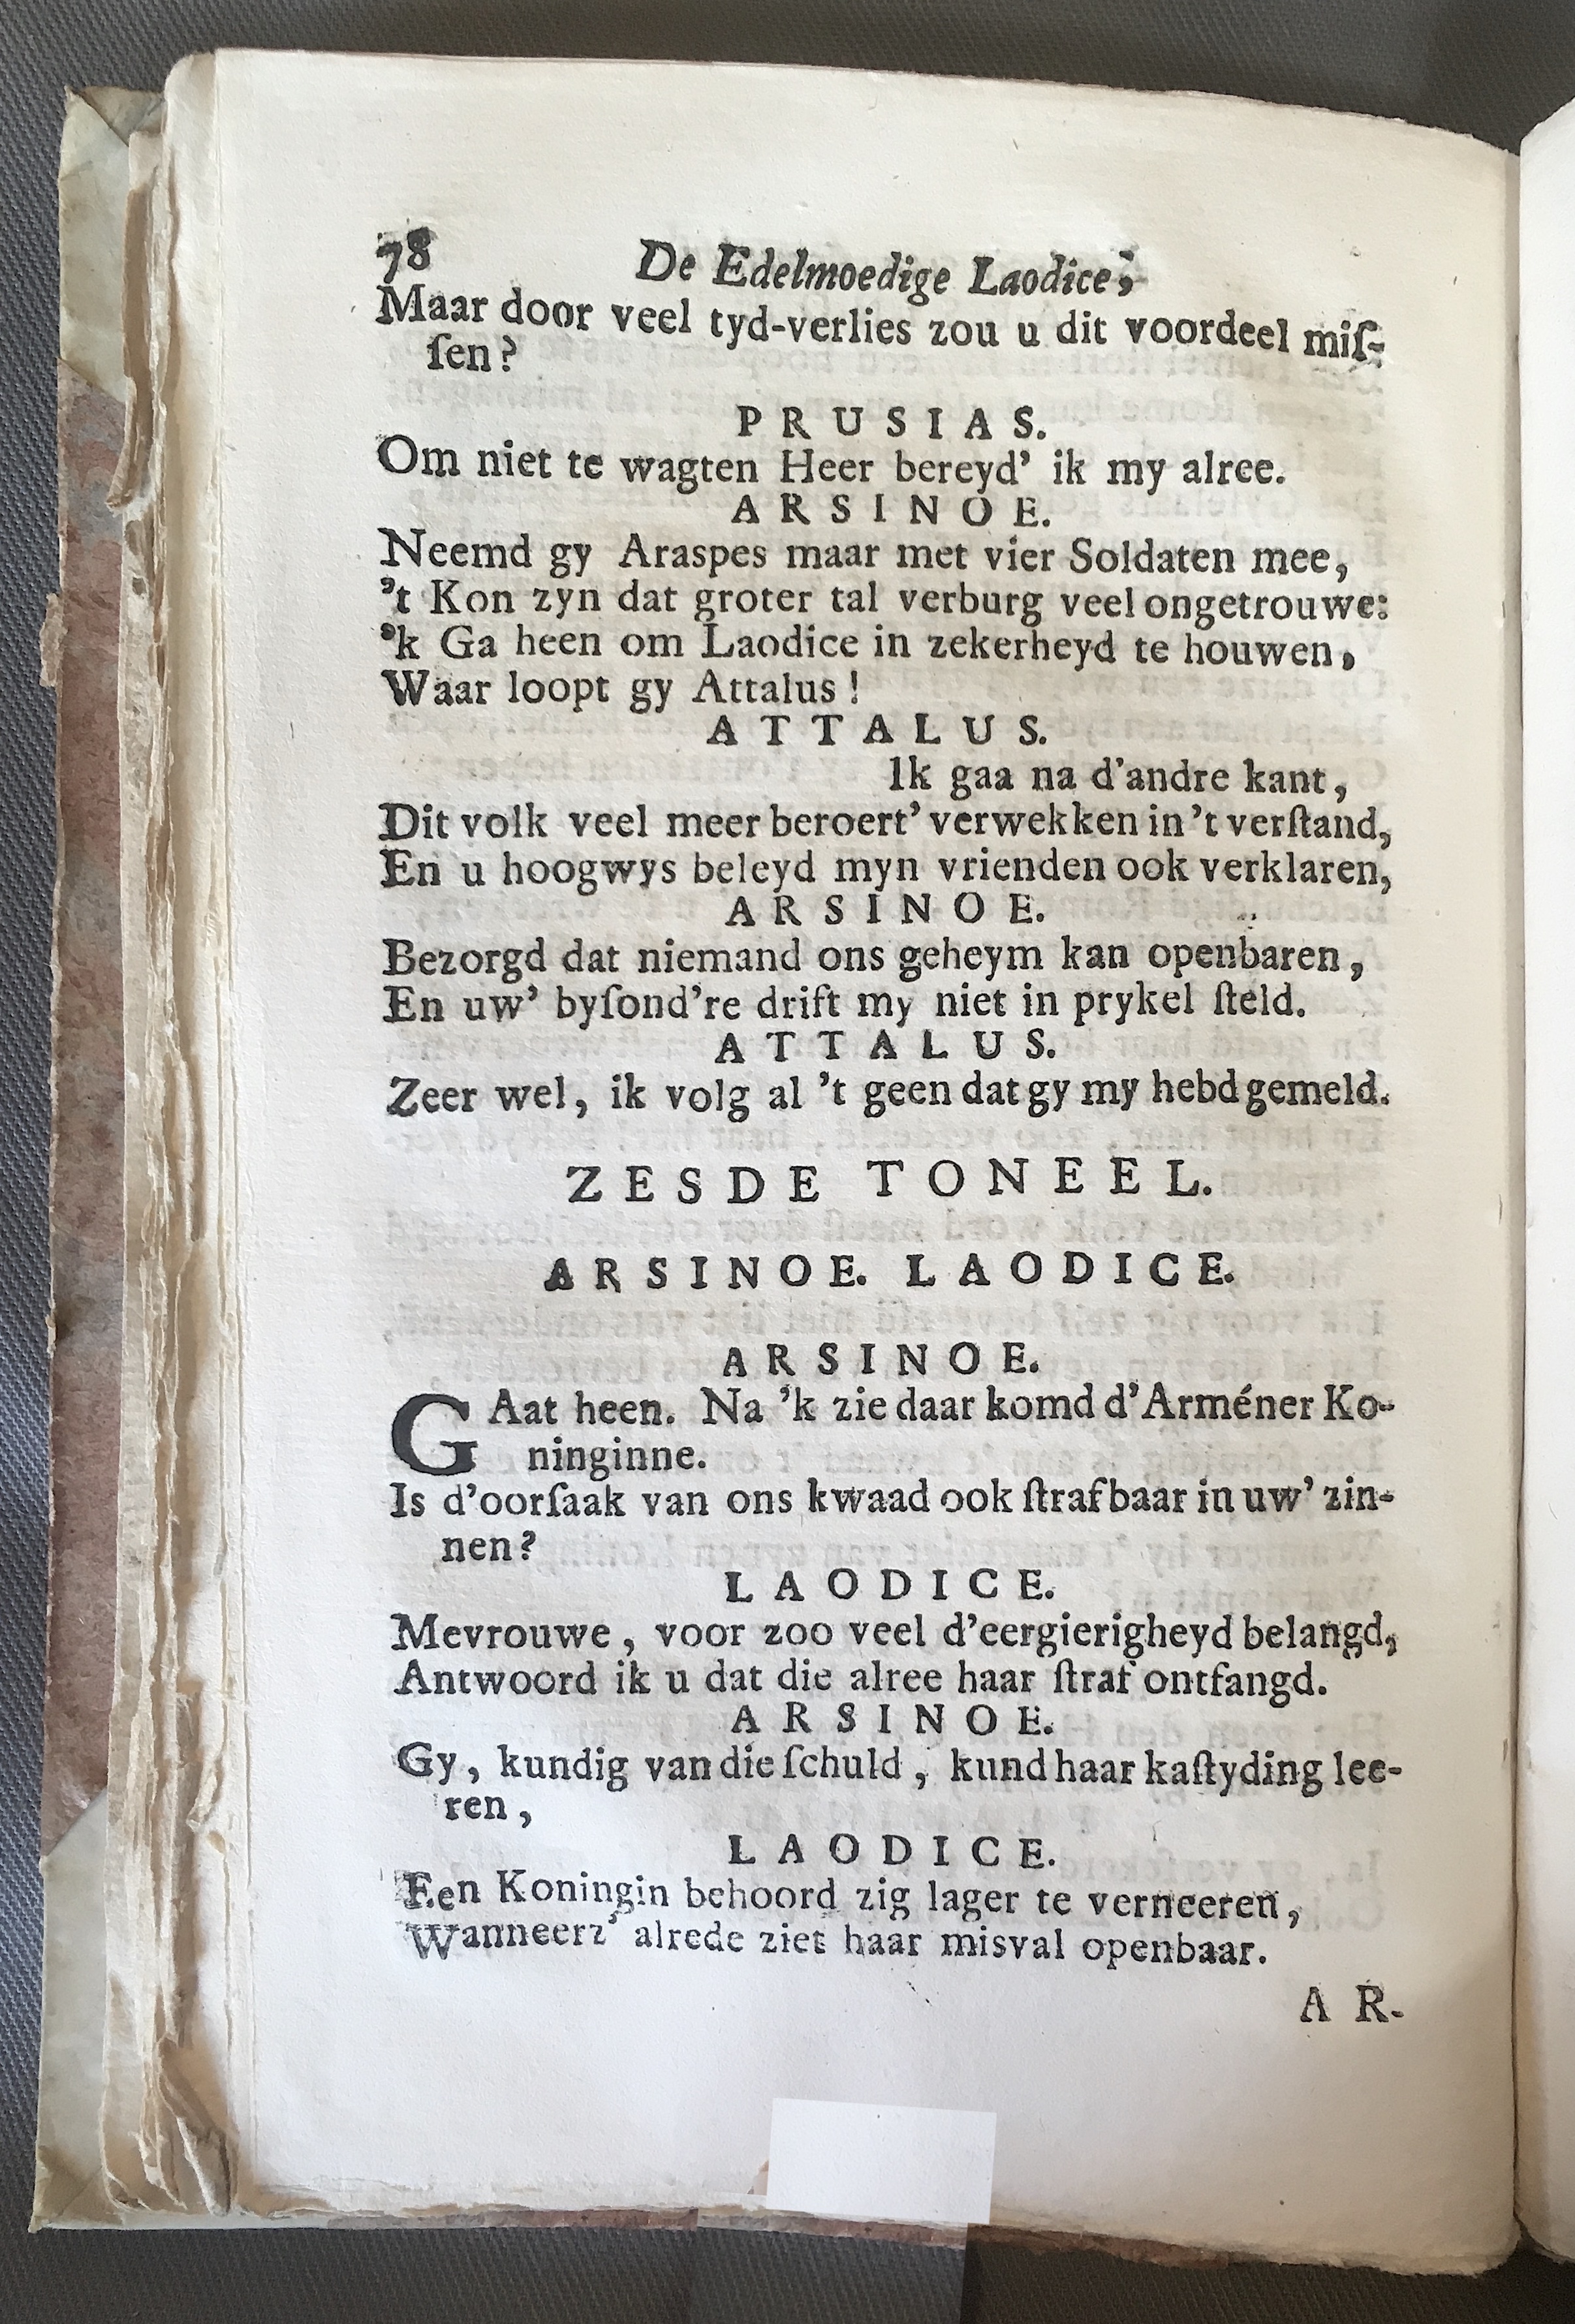 78 De Edelmoedige Laodice,
Maar door veel tyd-verlies zou u dit voordeel miſ-
ſen?
PRUSIAS.
Om niet te wagten Heer bereyd' ik my alree.
ARSINOE.
Neemd gy Araspes maar met vier Soldaten mee,
't Kon zyn dat groter tal verburg veel ongetrouwe:
'k Ga heen om Laodice in zekerheyd te houwen,
Waar loopt gy Attalus!
ATTALUS.
Ik gaa na d'andre kant,
Dit volk veel meer beroert' verwekken in 't verſtand,
En u hoogwys beleyd myn vrienden ook verklaren,
ARSINOE.
Bezorgd dat niemand ons geheym kan openbaren,
En uw' byſond're drift my niet in prykel ſteld.
ATTALUS.
Zeer wel, ik volg al 't geen dat gy my hebd gemeld.
ZESDE TONEEL.
ARSINOE. LAODICE.
ARSINOE.
GAat heen. Na 'k zie daar komd d'Arméner Ko-
ninginne.
Is d'oorſaak van ons kwaad ook ſtrafbaar in uw' zin-
nen?
LAODICE.
Mevrouwe, voor zoo veel d'eergierigheyd belangd,
Antwoord ik u dat die alree haar ſtraf ontfangd.
ARSINOE.
Gy, kundig van die ſchuld, kund haar kaſtyding lee-
ren,
LAODICE.
Een Koningin behoord zig lager te verneeren,
Wanneerz' alrede ziet haar misval openbaar.
AR-